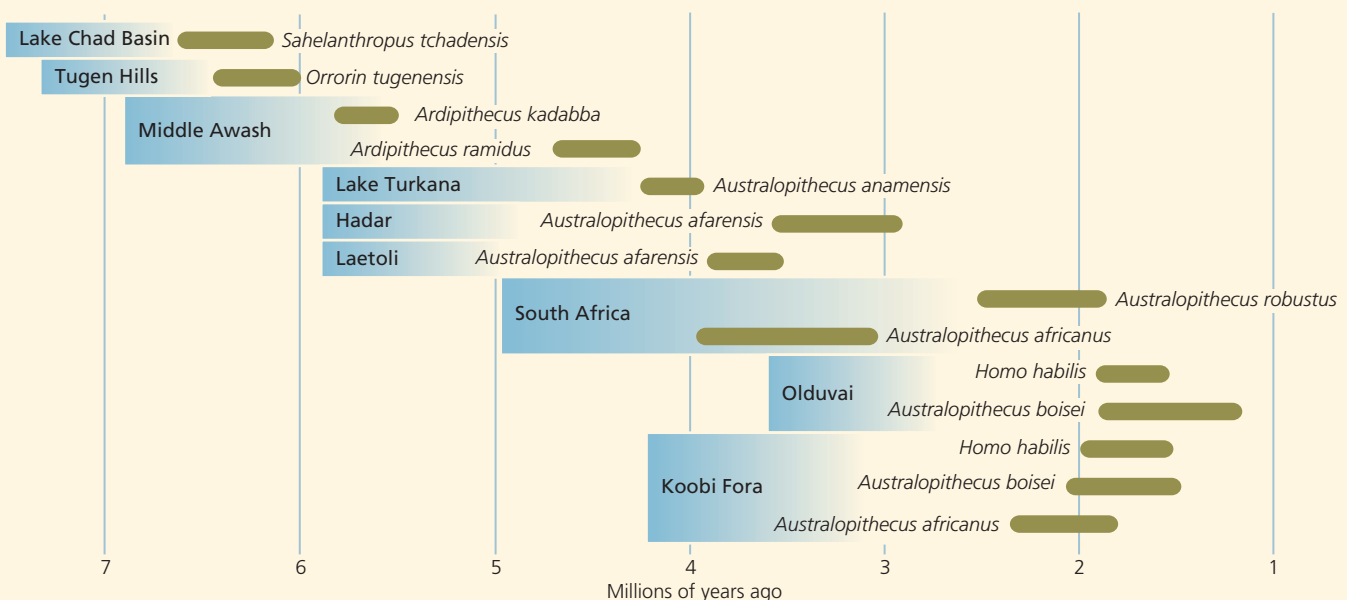 Lake Chad Basin Sahelanthropus tchadensis
Tugen Hills Orrorin tugenensis
Middle Awash Ardipithecus kadabba
Ardipithecus ramidus
Lake Turkana Australopithecus anamensis
Hadar Australopithecus afarensis
Laetoli Australopithecus afarensis
South Africa Australopithecus robustus
Australopithecus africanus
Olduvai Homo habilis
Australopithecus boisei
Koobi Fora Homo habilis
Australopithecus boisei
Australopithecus africanus
7 6 5 4 3 2 1
Millions of years ago